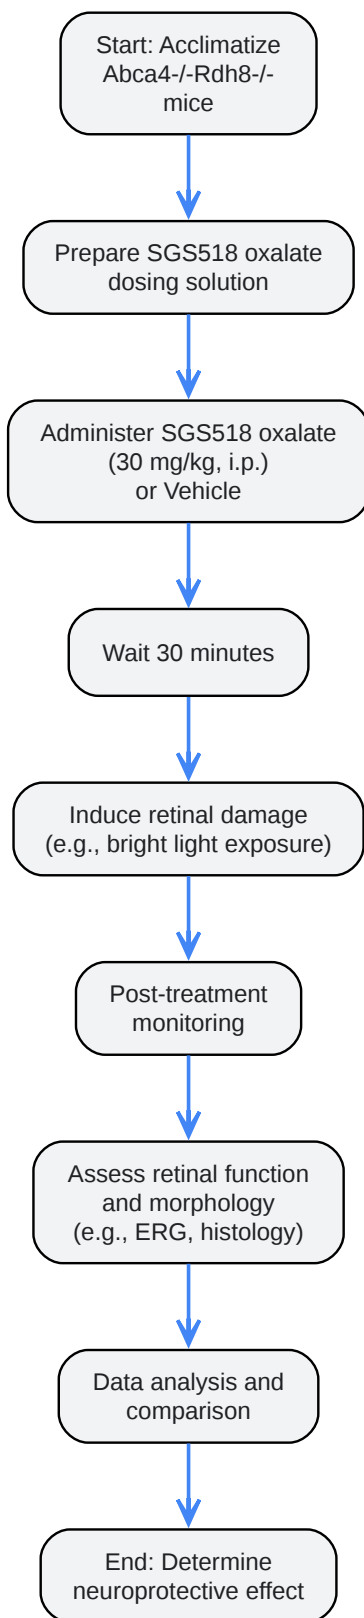 Start: Acclimatize
Abca4-/-Rdh8-/-
mice
Prepare SGS518 oxalate
dosing solution
Administer SGS518 oxalate
(30 mg/kg, i.p.)
or Vehicle
Wait 30 minutes
Induce retinal damage
(e.g., bright light exposure)
Post-treatment
monitoring
Assess retinal function
and morphology
(e.g., ERG, histology)
Data analysis and
comparison
End: Determine
neuroprotective effect